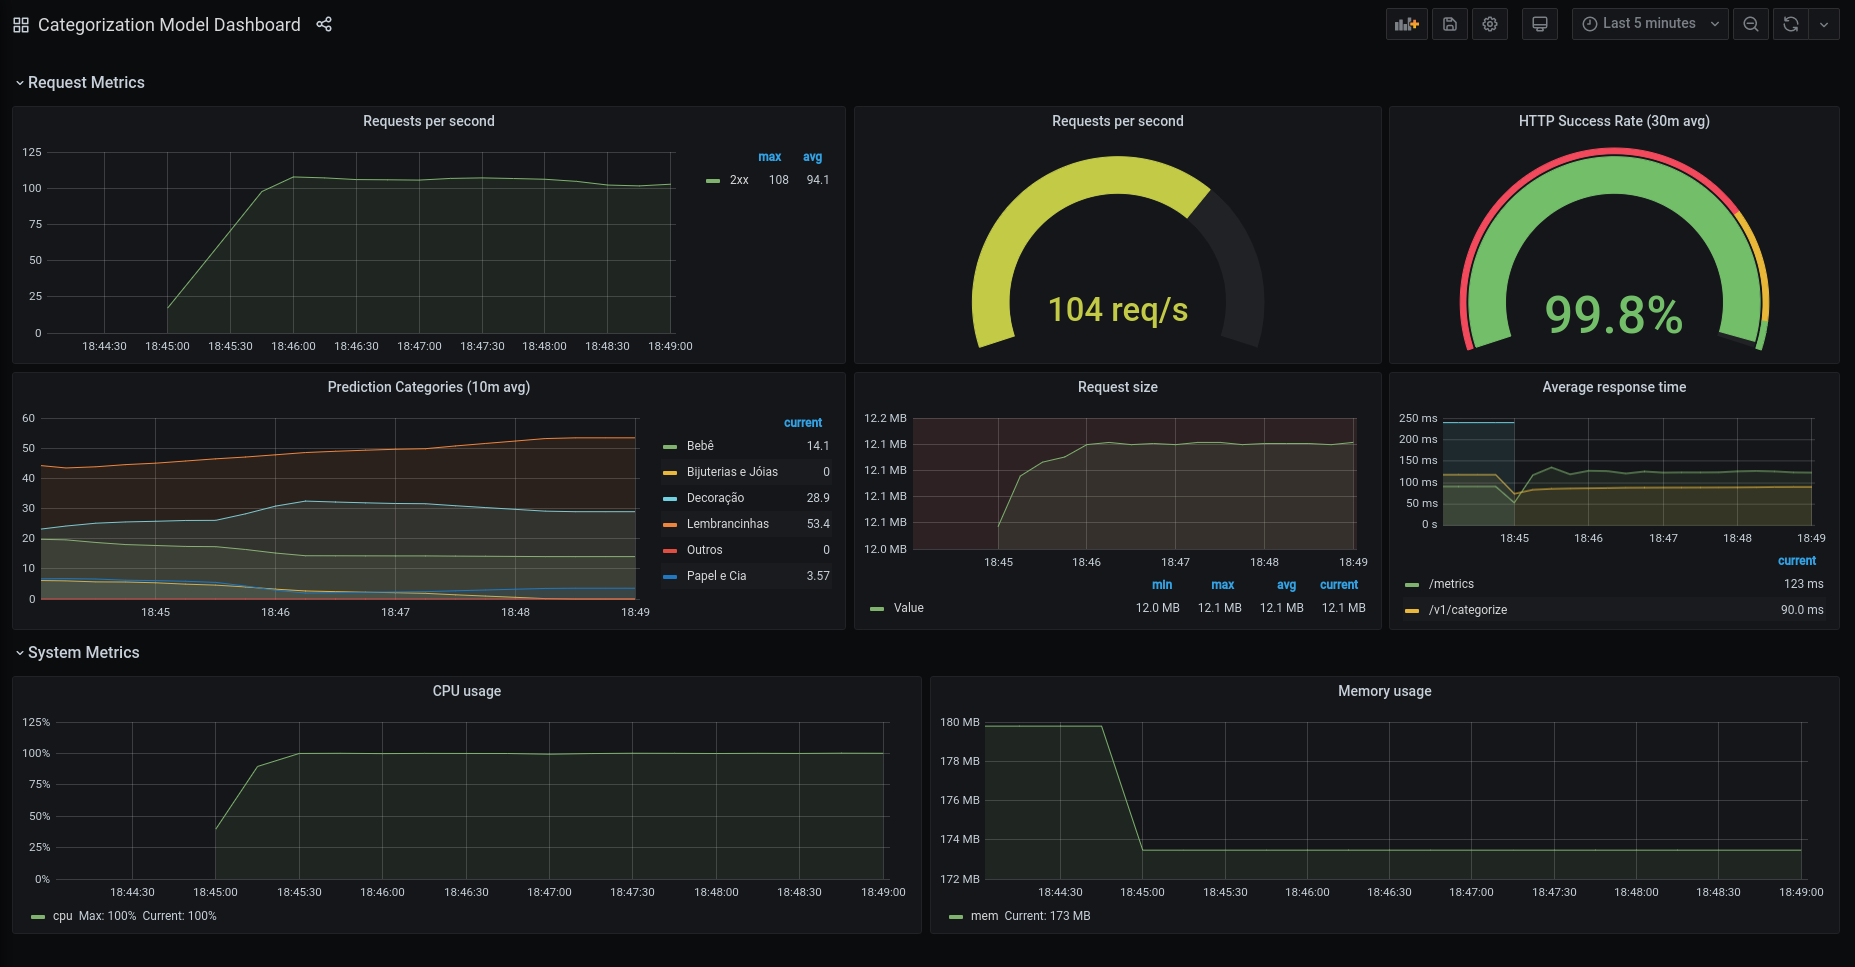 Categorization Model Dashboard
Last 5 minutes
Request Metrics
Requests per second
125
100
75
50
25
0
18:44:30 18:45:00 18:45:30 18:46:00 18:46:30 18:47:00 18:47:30 18:48:00 18:48:30 18:49:00
max avg
2xx 108 94.1
Requests per second
104 req/s
HTTP Success Rate (30m avg)
99.8%
Prediction Categories (10m avg)
60
50
40
30
20
10
0
18:45 18:46 18:47 18:48 18:49
current
Bebê 14.1
Bijuterias e Jóias 0
Decoração 28.9
Lembrancinhas 53.4
Outros 0
Papel e Cia 3.57
Request size
12.2 MB
12.1 MB
12.1 MB
12.1 MB
12.1 MB
12.0 MB
18:45 18:46 18:47 18:48 18:49
min max avg current
Value 12.0 MB 12.1 MB 12.1 MB 12.1 MB
Average response time
250 ms
200 ms
150 ms
100 ms
50 ms
0 s
18:45 18:46 18:47 18:48 18:49
current
/metrics 123 ms
/v1/categorize 90.0 ms
System Metrics
CPU usage
125%
100%
75%
50%
25%
0%
18:44:30 18:45:00 18:45:30 18:46:00 18:46:30 18:47:00 18:47:30 18:48:00 18:48:30 18:49:00
cpu Max: 100% Current: 100%
Memory usage
180 MB
178 MB
176 MB
174 MB
172 MB
18:44:30 18:45:00 18:45:30 18:46:00 18:46:30 18:47:00 18:47:30 18:48:00 18:48:30 18:49:00
mem Current: 173 MB